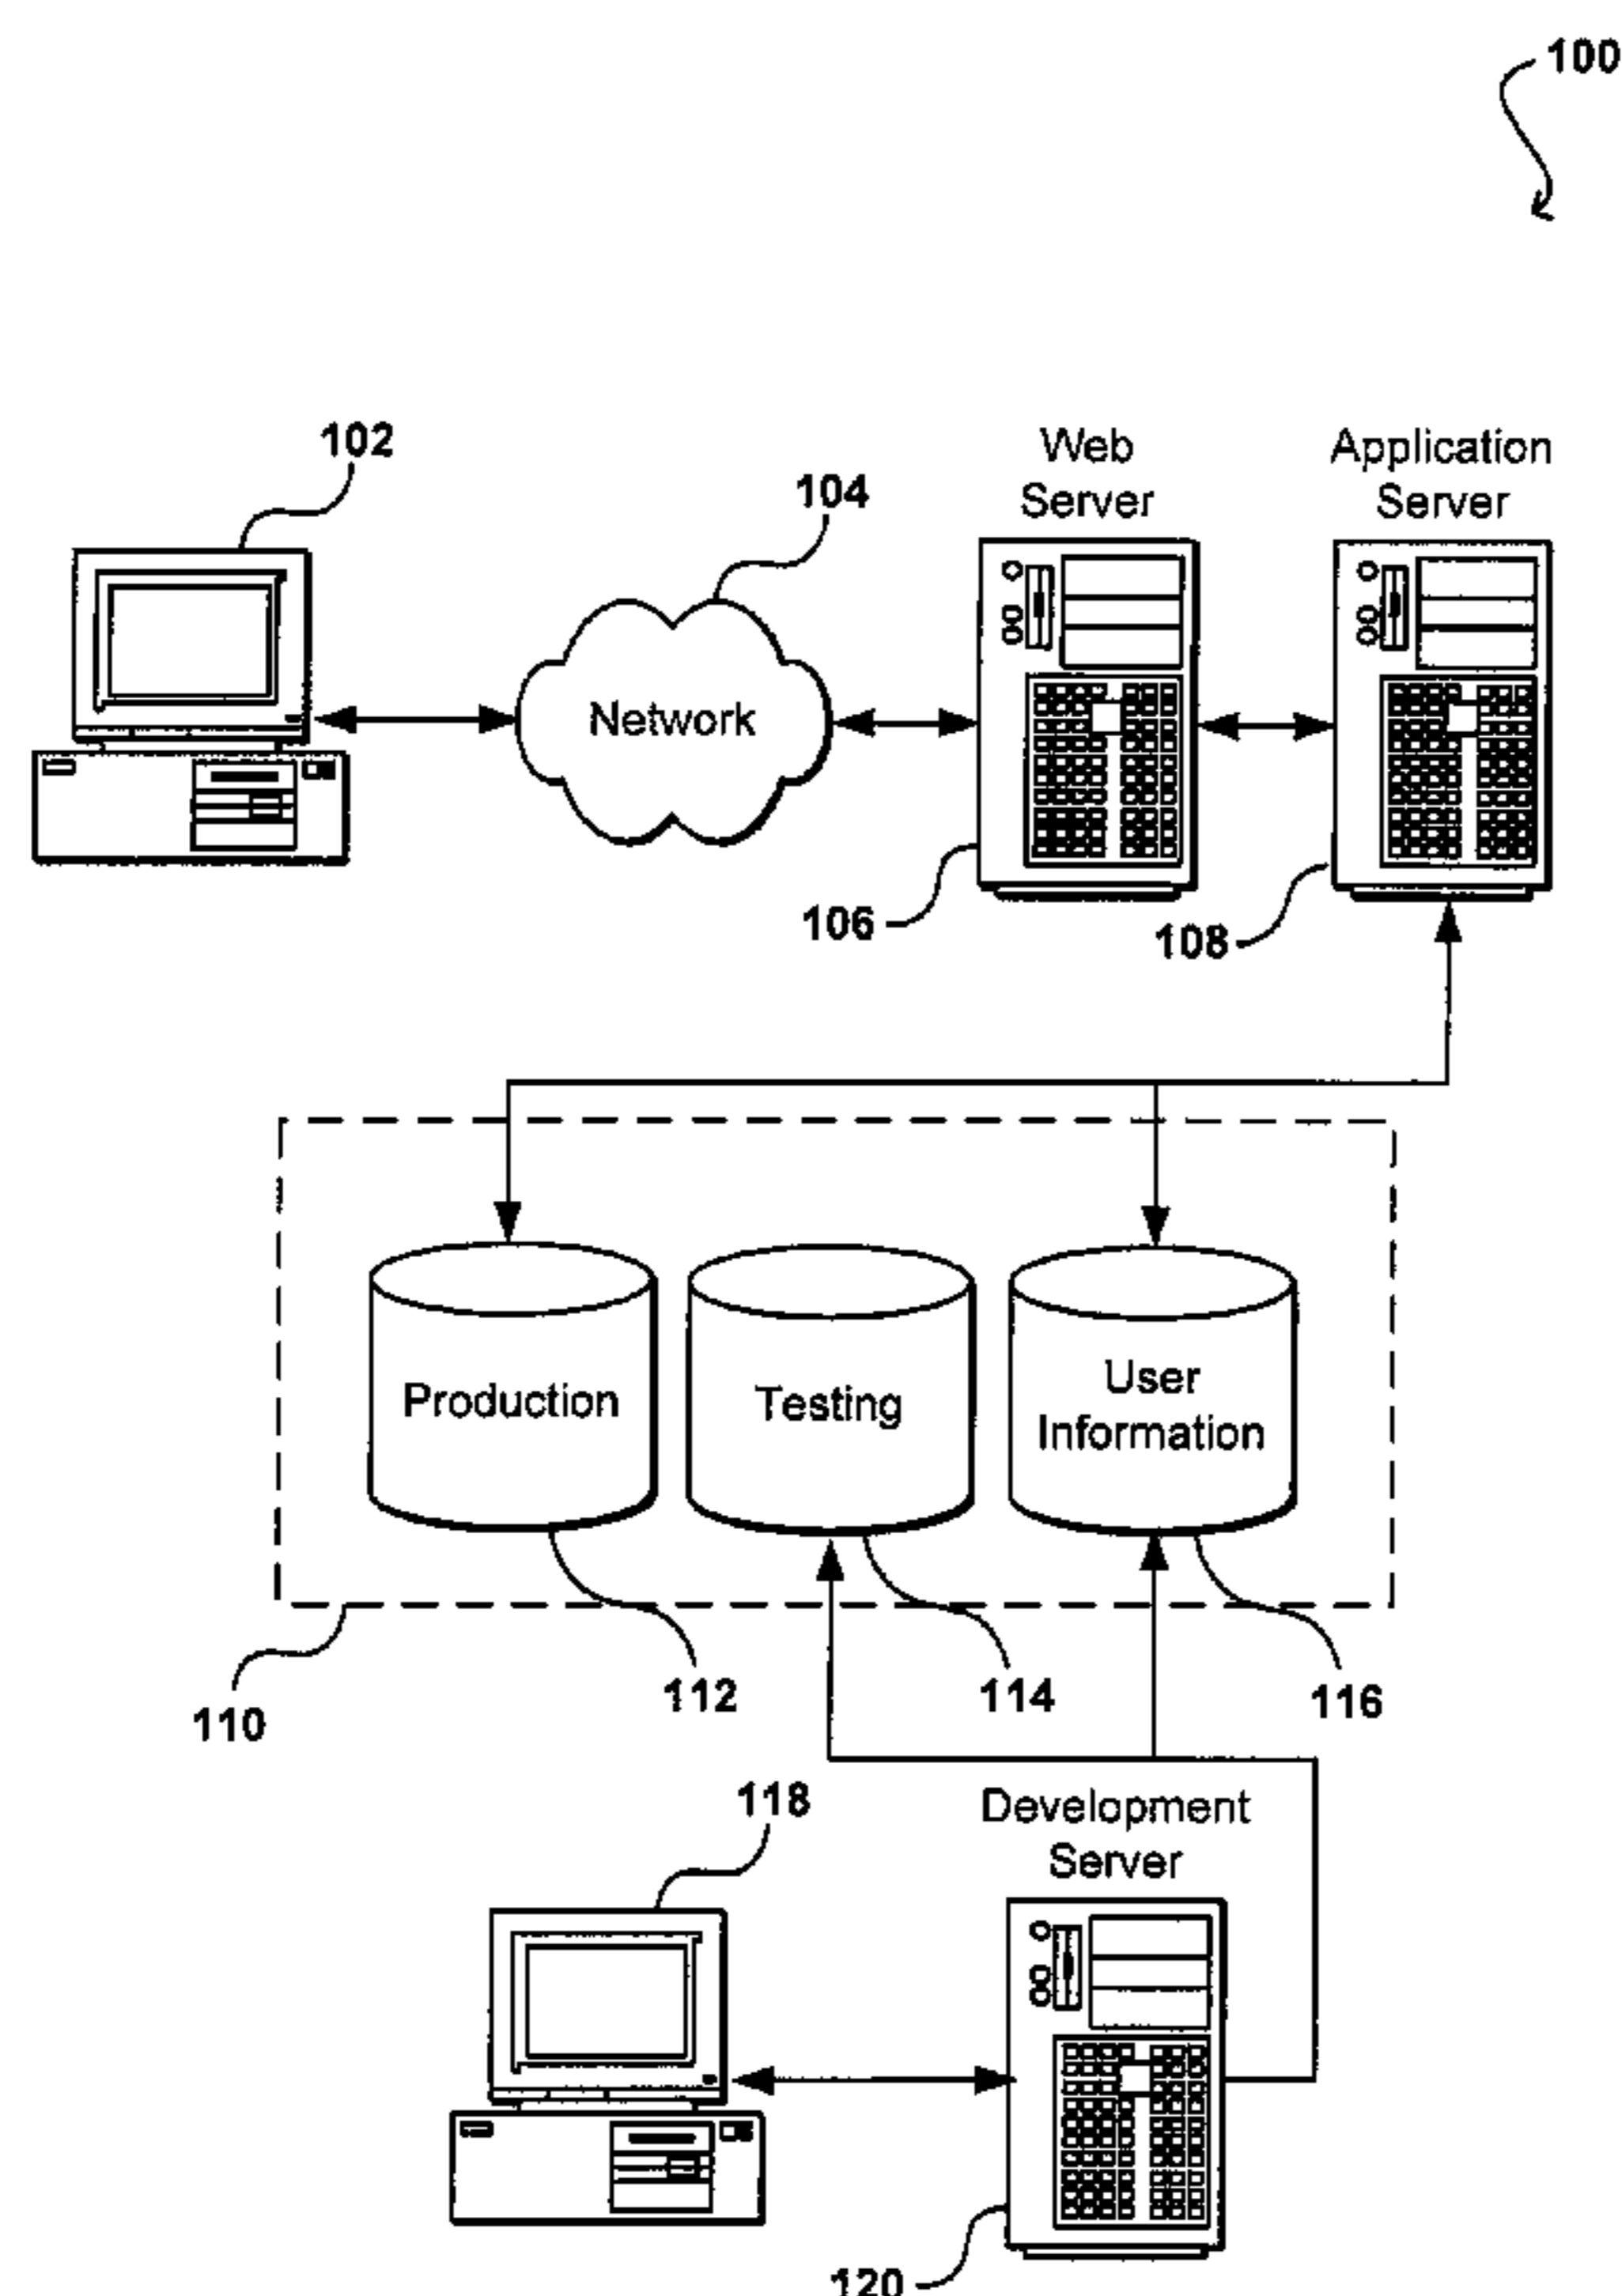 100
102
104
Web
Server
Application
Server
Network
106
108
Production
Testing
User
Information
110
112
114
116
118
Development
Server
120